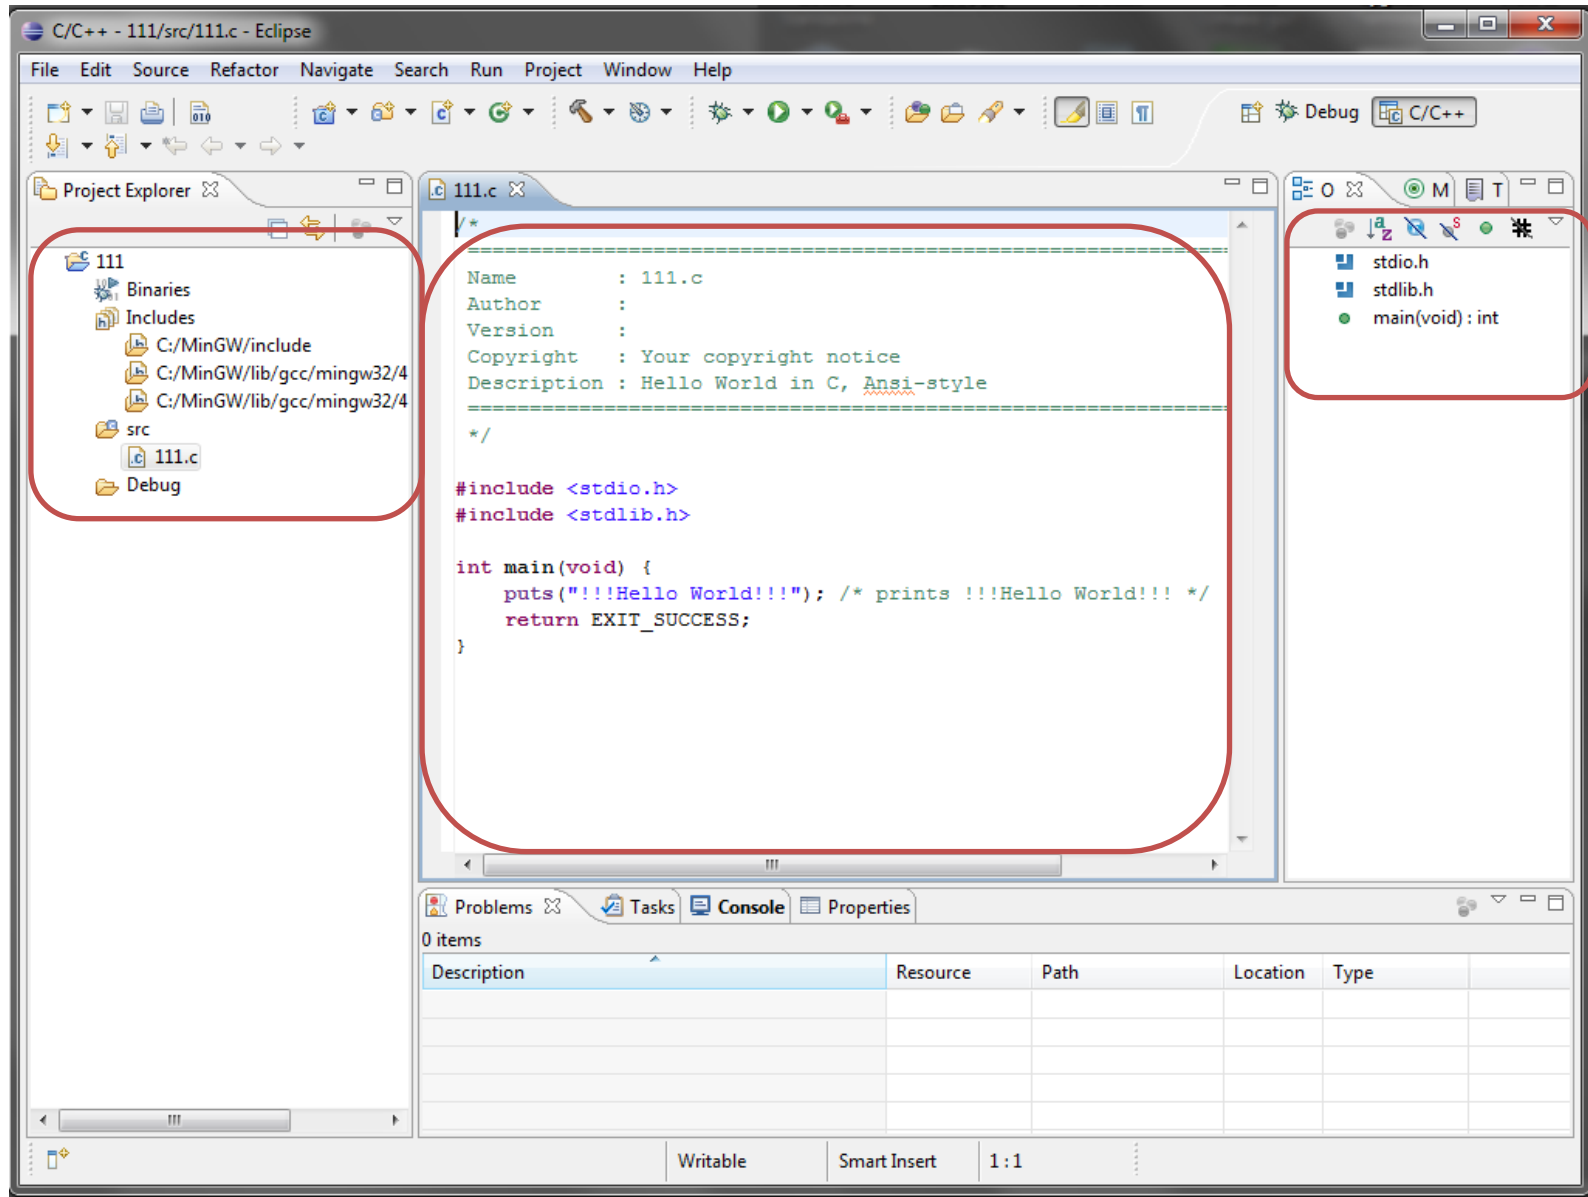 C/C++ - 111/src/111.c - Eclipse
File Edit Source Refactor Navigate Search Run Project Window Help
Debug C/C++
Project Explorer
111
Binaries
Includes
C:/MinGW/include
C:/MinGW/lib/gcc/mingw32/4
C:/MinGW/lib/gcc/mingw32/4
src
111.c
Debug
111.c
/*
============================================================================
Name : 111.c
Author :
Version :
Copyright : Your copyright notice
Description : Hello World in C, Ansi-style
============================================================================
*/
#include <stdio.h>
#include <stdlib.h>
int main(void) {
puts("!!!Hello World!!!"); /* prints !!!Hello World!!! */
return EXIT_SUCCESS;
}
O M T
stdio.h
stdlib.h
main(void) : int
Problems Tasks Console Properties
0 items
Description Resource Path Location Type
Writable Smart Insert 1 : 1